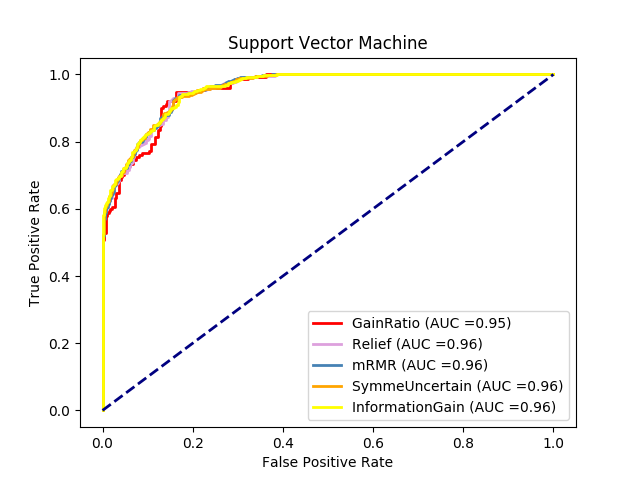 Support Vector Machine
True Positive Rate
1.0
0.8
0.6
0.4
0.2
0.0
GainRatio (AUC =0.95)
Relief (AUC =0.96)
mRMR (AUC =0.96)
SymmeUncertain (AUC =0.96)
InformationGain (AUC =0.96)
0.0 0.2 0.4 0.6 0.8 1.0
False Positive Rate